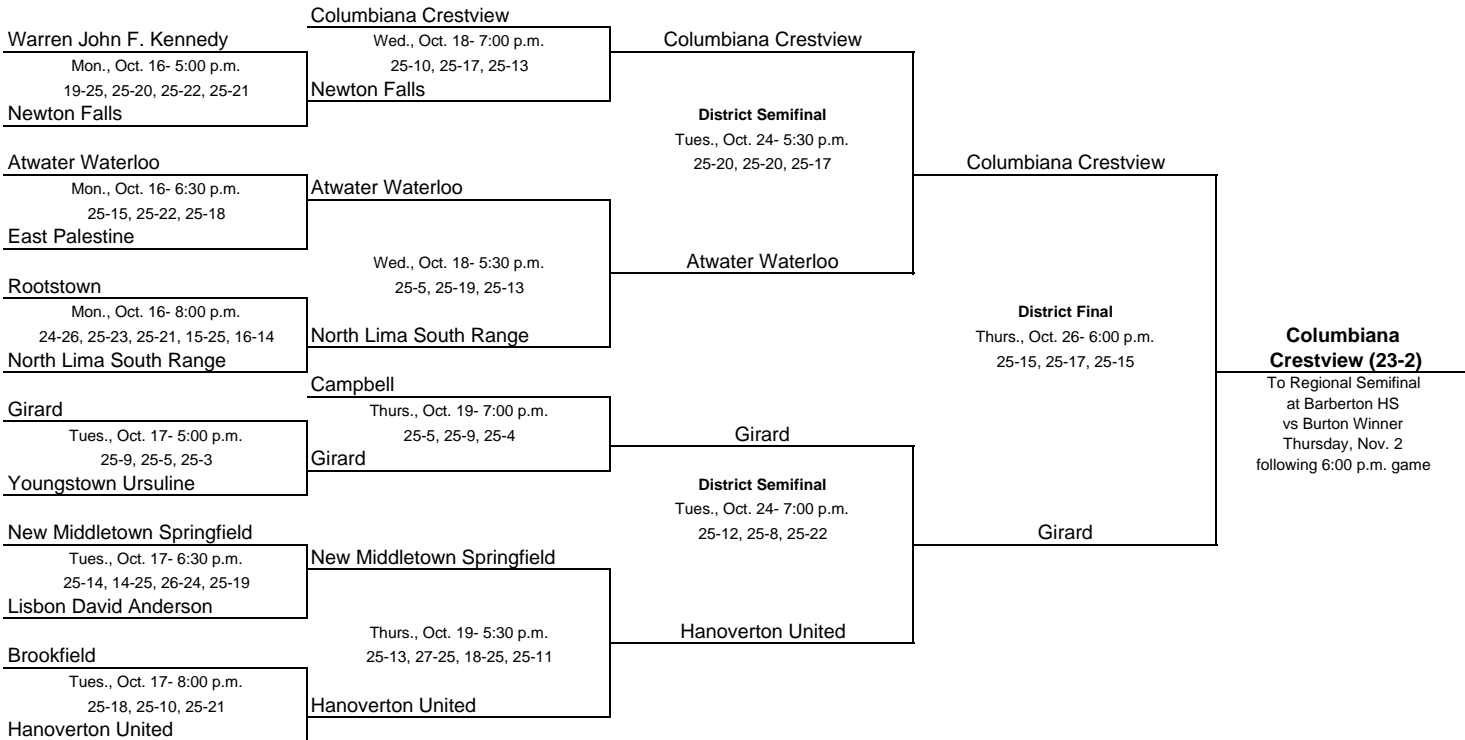 Columbiana Crestview
Warren John F. Kennedy
Wed., Oct. 18- 7:00 p.m.
Columbiana Crestview
Mon., Oct. 16- 5:00 p.m.
25-10, 25-17, 25-13
19-25, 25-20, 25-22, 25-21
Newton Falls
Newton Falls
District Semifinal
Tues., Oct. 24- 5:30 p.m.
Atwater Waterloo
25-20, 25-20, 25-17
Columbiana Crestview
Mon., Oct. 16- 6:30 p.m.
Atwater Waterloo
25-15, 25-22, 25-18
East Palestine
Wed., Oct. 18- 5:30 p.m.
Atwater Waterloo
Rootstown
25-5, 25-19, 25-13
Mon., Oct. 16- 8:00 p.m.
District Final
24-26, 25-23, 25-21, 15-25, 16-14
North Lima South Range
Thurs., Oct. 26- 6:00 p.m.
Columbiana
North Lima South Range
25-15, 25-17, 25-15
Crestview (23-2)
Campbell
To Regional Semifinal
at Barberton HS
vs Burton Winner
Thursday, Nov. 2
following 6:00 p.m. game
Girard
Thurs., Oct. 19- 7:00 p.m.
Tues., Oct. 17- 5:00 p.m.
25-5, 25-9, 25-4
Girard
25-9, 25-5, 25-3
Girard
Youngstown Ursuline
District Semifinal
Tues., Oct. 24- 7:00 p.m.
New Middletown Springfield
25-12, 25-8, 25-22
Girard
Tues., Oct. 17- 6:30 p.m.
New Middletown Springfield
25-14, 14-25, 26-24, 25-19
Lisbon David Anderson
Thurs., Oct. 19- 5:30 p.m.
Hanoverton United
Brookfield
25-13, 27-25, 18-25, 25-11
Tues., Oct. 17- 8:00 p.m.
25-18, 25-10, 25-21
Hanoverton United
Hanoverton United